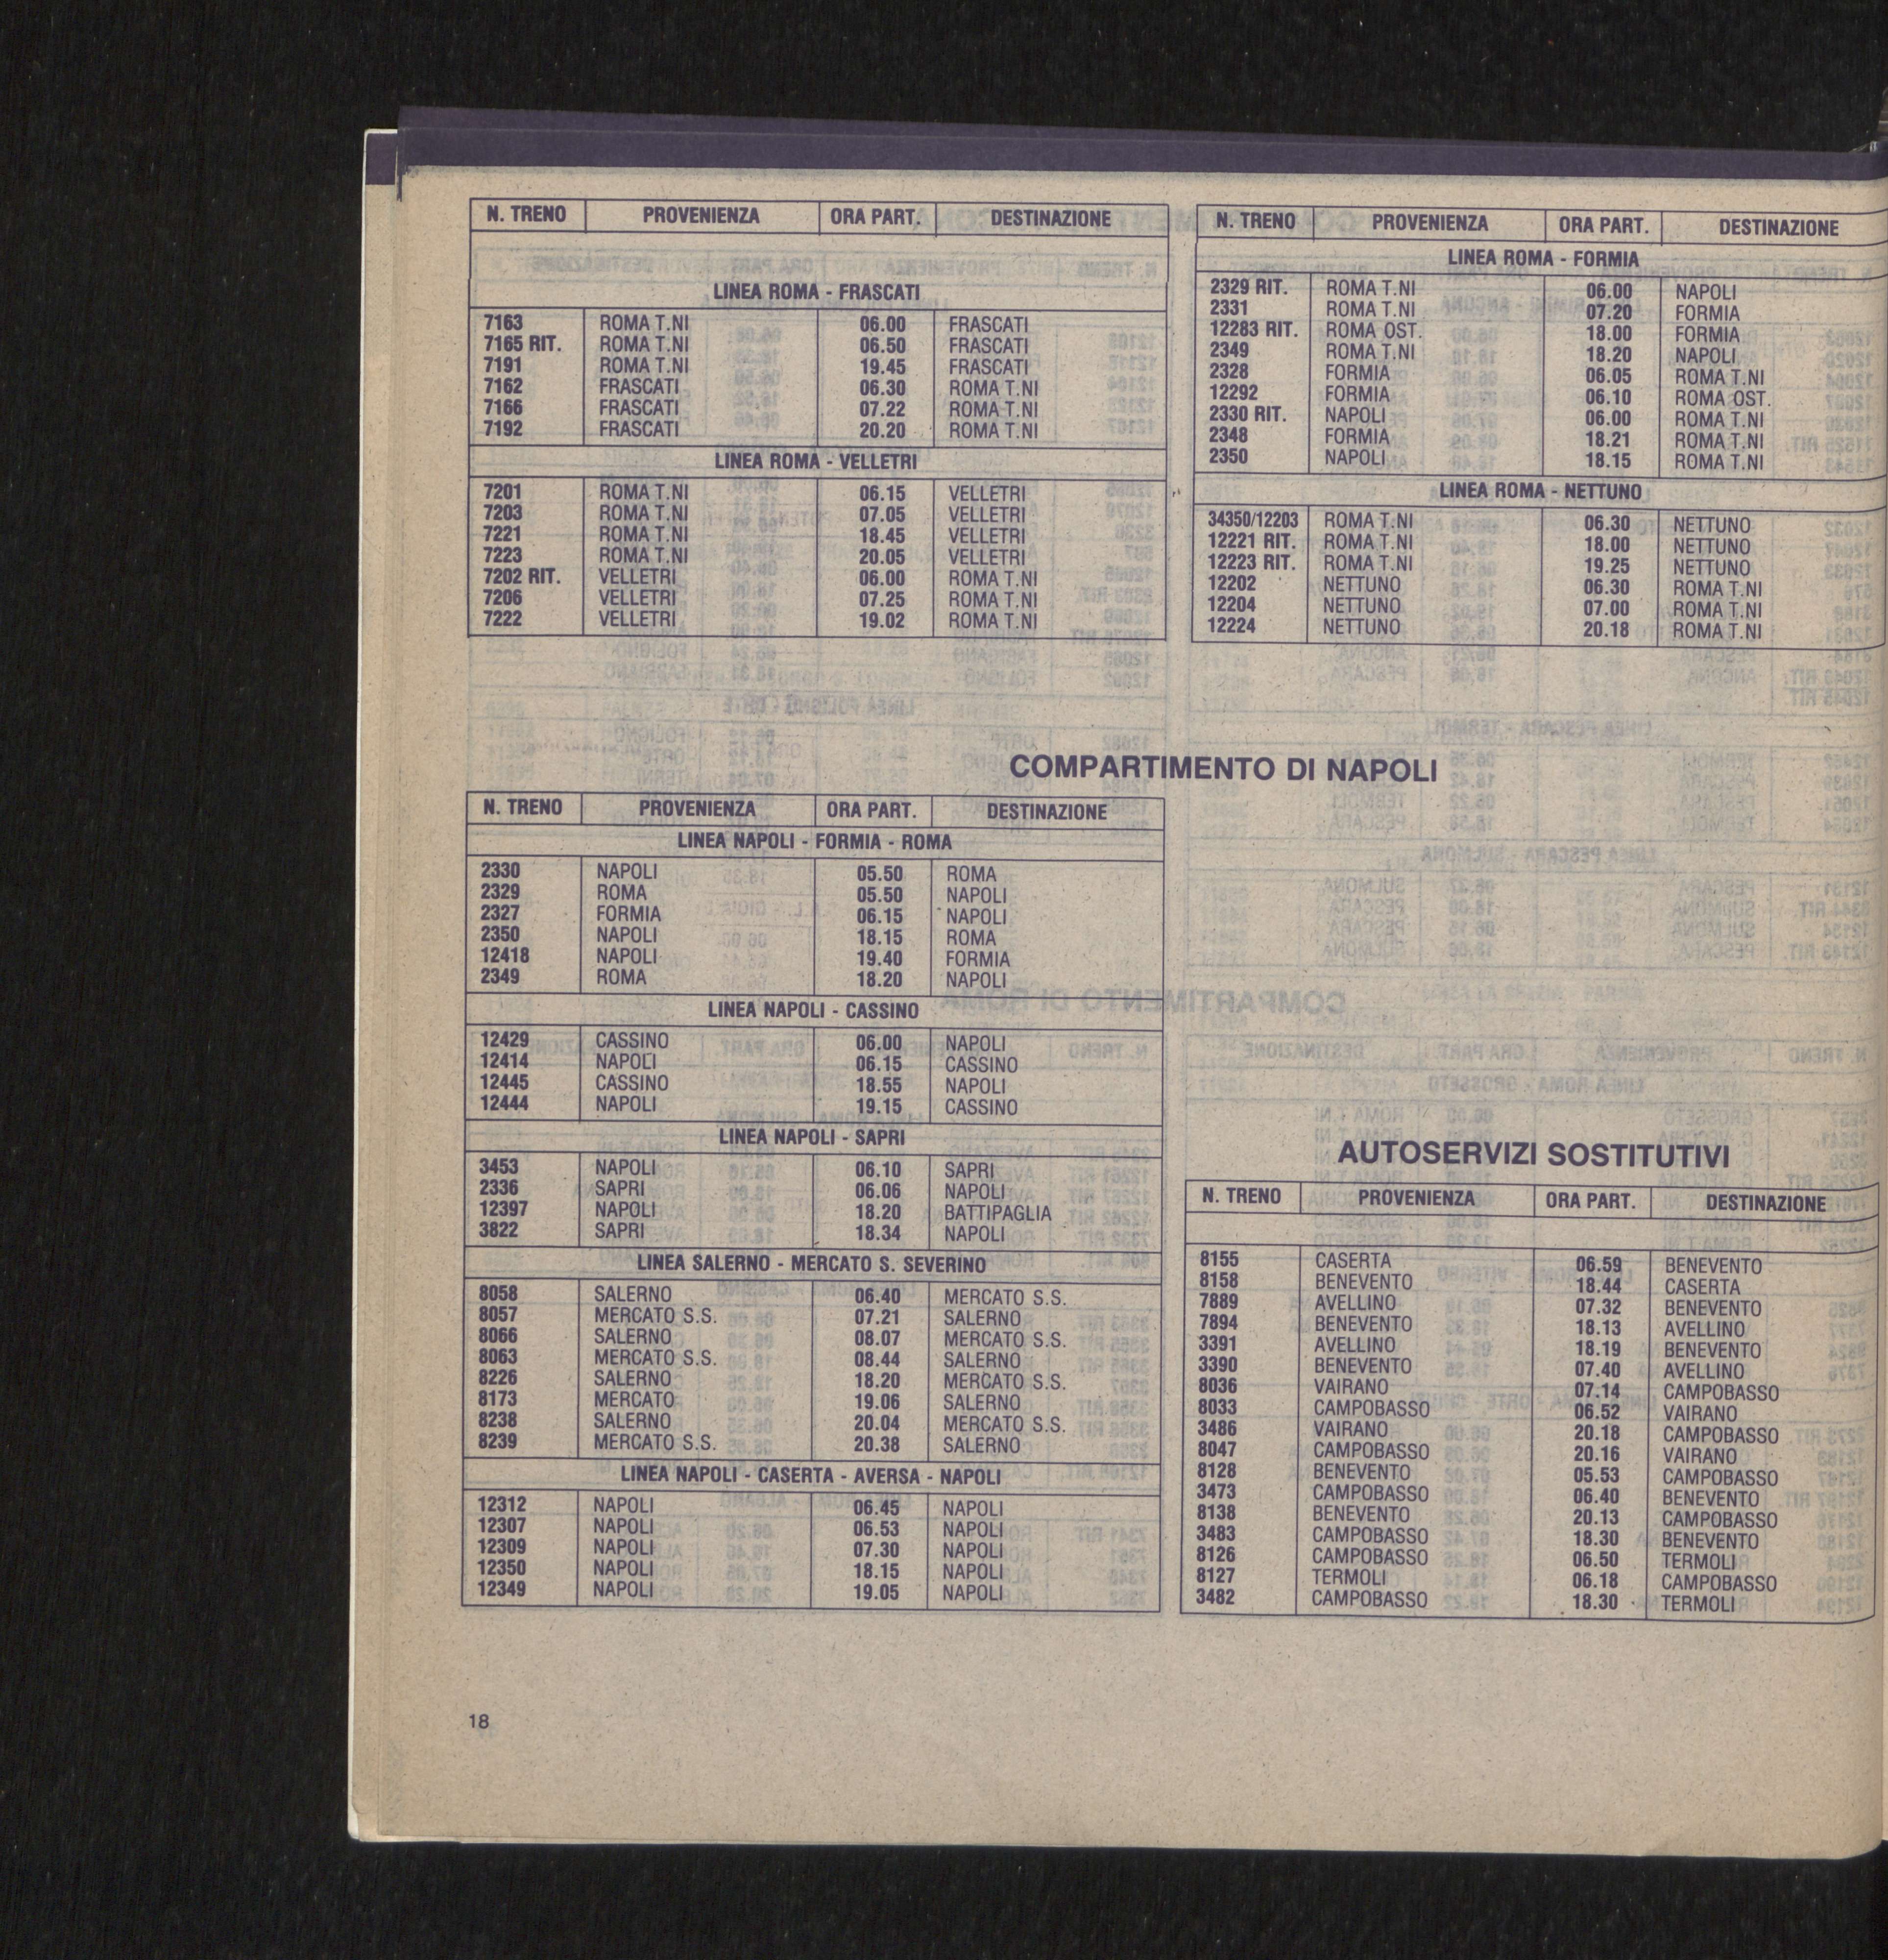 N. TRENO PROVENIENZA ORA PART. DESTINAZIONE
LINEA ROMA - FRASCATI
7163 ROMA T.NI 06.00 FRASCATI
7165 RIT. ROMA T.NI 06.50 FRASCATI
7191 ROMA T.NI 19.45 FRASCATI
7162 FRASCATI 06.30 ROMA T.NI
7166 FRASCATI 07.22 ROMA T.NI
7192 FRASCATI 20.20 ROMA T.NI
LINEA ROMA - VELLETRI
7201 ROMA T.NI 06.15 VELLETRI
7203 ROMA T.NI 07.05 VELLETRI
7221 ROMA T.NI 18.45 VELLETRI
7223 ROMA T.NI 20.05 VELLETRI
7202 RIT. VELLETRI 06.00 ROMA T.NI
7206 VELLETRI 07.25 ROMA T.NI
7222 VELLETRI 19.02 ROMA T.NI
N. TRENO PROVENIENZA ORA PART. DESTINAZIONE
LINEA ROMA - FORMIA
2329 RIT. ROMA T.NI 06.00 NAPOLI
2331 ROMA T.NI 07.20 FORMIA
12283 RIT. ROMA OST. 18.00 FORMIA
2349 ROMA T.NI 18.20 NAPOLI
2328 FORMIA 06.05 ROMA T.NI
12292 FORMIA 06.10 ROMA OST.
2330 RIT. NAPOLI 06.00 ROMA T.NI
2348 FORMIA 18.21 ROMA T.NI
2350 NAPOLI 18.15 ROMA T.NI
LINEA ROMA - NETTUNO
34350/12203 ROMA T.NI 06.30 NETTUNO
12221 RIT. ROMA T.NI 18.00 NETTUNO
12223 RIT. ROMA T.NI 19.25 NETTUNO
12202 NETTUNO 06.30 ROMA T.NI
12204 NETTUNO 07.00 ROMA T.NI
12224 NETTUNO 20.18 ROMA T.NI
COMPARTIMENTO DI NAPOLI
N. TRENO PROVENIENZA ORA PART. DESTINAZIONE
LINEA NAPOLI - FORMIA - ROMA
2330 NAPOLI 05.50 ROMA
2329 ROMA 05.50 NAPOLI
2327 FORMIA 06.15 NAPOLI
2350 NAPOLI 18.15 ROMA
12418 NAPOLI 19.40 FORMIA
2349 ROMA 18.20 NAPOLI
LINEA NAPOLI - CASSINO
12429 CASSINO 06.00 NAPOLI
12414 NAPOLI 06.15 CASSINO
12445 CASSINO 18.55 NAPOLI
12444 NAPOLI 19.15 CASSINO
LINEA NAPOLI - SAPRI
3453 NAPOLI 06.10 SAPRI
2336 SAPRI 06.06 NAPOLI
12397 NAPOLI 18.20 BATTIPAGLIA
3822 SAPRI 18.34 NAPOLI
LINEA SALERNO - MERCATO S. SEVERINO
8058 SALERNO 06.40 MERCATO S.S.
8057 MERCATO S.S. 07.21 SALERNO
8066 SALERNO 08.07 MERCATO S.S.
8063 MERCATO S.S. 08.44 SALERNO
8226 SALERNO 18.20 MERCATO S.S.
8173 MERCATO 19.06 SALERNO
8238 SALERNO 20.04 MERCATO S.S.
8239 MERCATO S.S. 20.38 SALERNO
LINEA NAPOLI - CASERTA - AVERSA - NAPOLI
12312 NAPOLI 06.45 NAPOLI
12307 NAPOLI 06.53 NAPOLI
12309 NAPOLI 07.30 NAPOLI
12350 NAPOLI 18.15 NAPOLI
12349 NAPOLI 19.05 NAPOLI
AUTOSERVIZI SOSTITUTIVI
N. TRENO PROVENIENZA ORA PART. DESTINAZIONE
8155 CASERTA 06.59 BENEVENTO
8158 BENEVENTO 18.44 CASERTA
7889 AVELLINO 07.32 BENEVENTO
7894 BENEVENTO 18.13 AVELLINO
3391 AVELLINO 18.19 BENEVENTO
3390 BENEVENTO 07.40 AVELLINO
8036 VAIRANO 07.14 CAMPOBASSO
8033 CAMPOBASSO 06.52 VAIRANO
3486 VAIRANO 20.18 CAMPOBASSO
8047 CAMPOBASSO 20.16 VAIRANO
8128 BENEVENTO 05.53 CAMPOBASSO
3473 CAMPOBASSO 06.40 BENEVENTO
8138 BENEVENTO 20.13 CAMPOBASSO
3483 CAMPOBASSO 18.30 BENEVENTO
8126 CAMPOBASSO 06.50 TERMOLI
8127 TERMOLI 06.18 CAMPOBASSO
3482 CAMPOBASSO 18.30 TERMOLI
18